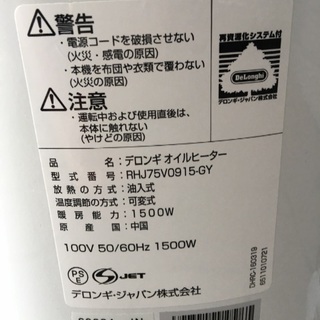 ⚠警告
・電源コードを破損させない
(火災・感電の原因)
・本機を布団や衣類で覆わない
(火災の原因)
⚠注意
・運転中および使用直後は、
本体に触れない
(やけどの原因)
再資源化システム付
DeLonghi
デロンギ・ジャパン株式会社
品名：デロンギ オイルヒーター
型式番号：RHJ75V0915-GY
放熱の方式：油入式
温度調節の方式：可変式
暖房能力：1500W
原産国：中国
100V 50/60Hz 1500W
PS
E
S JET
デロンギ・ジャパン株式会社
DHRC-160319
6511010721